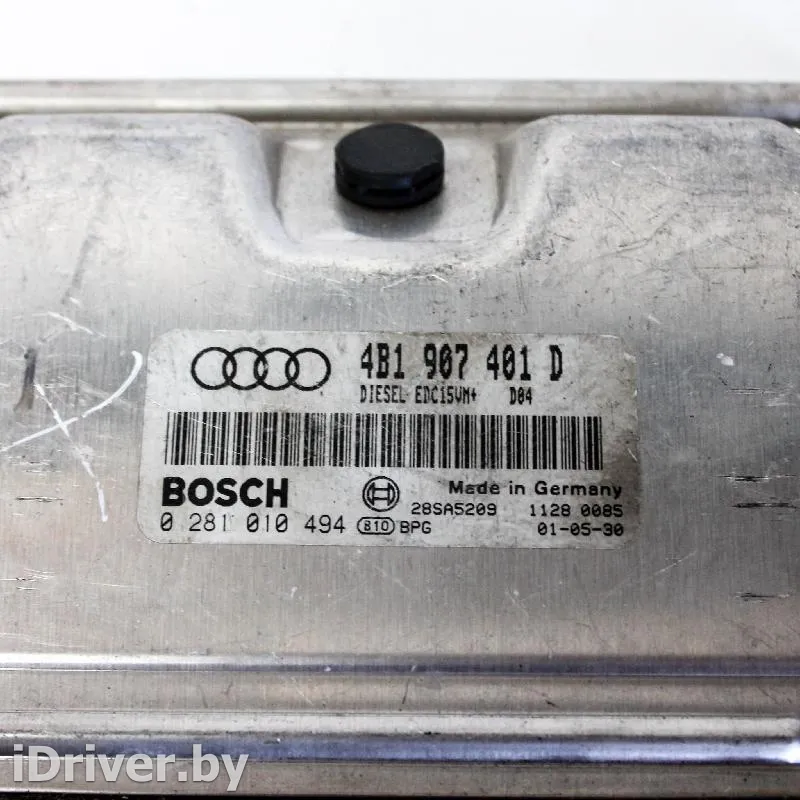 4B1 907 401 D
DIESEL EDC15VM+ D04
BOSCH
Made in Germany
28SA5209 1128 0085
0 281 010 494 810 BPG 01-05-30
iDriver.by